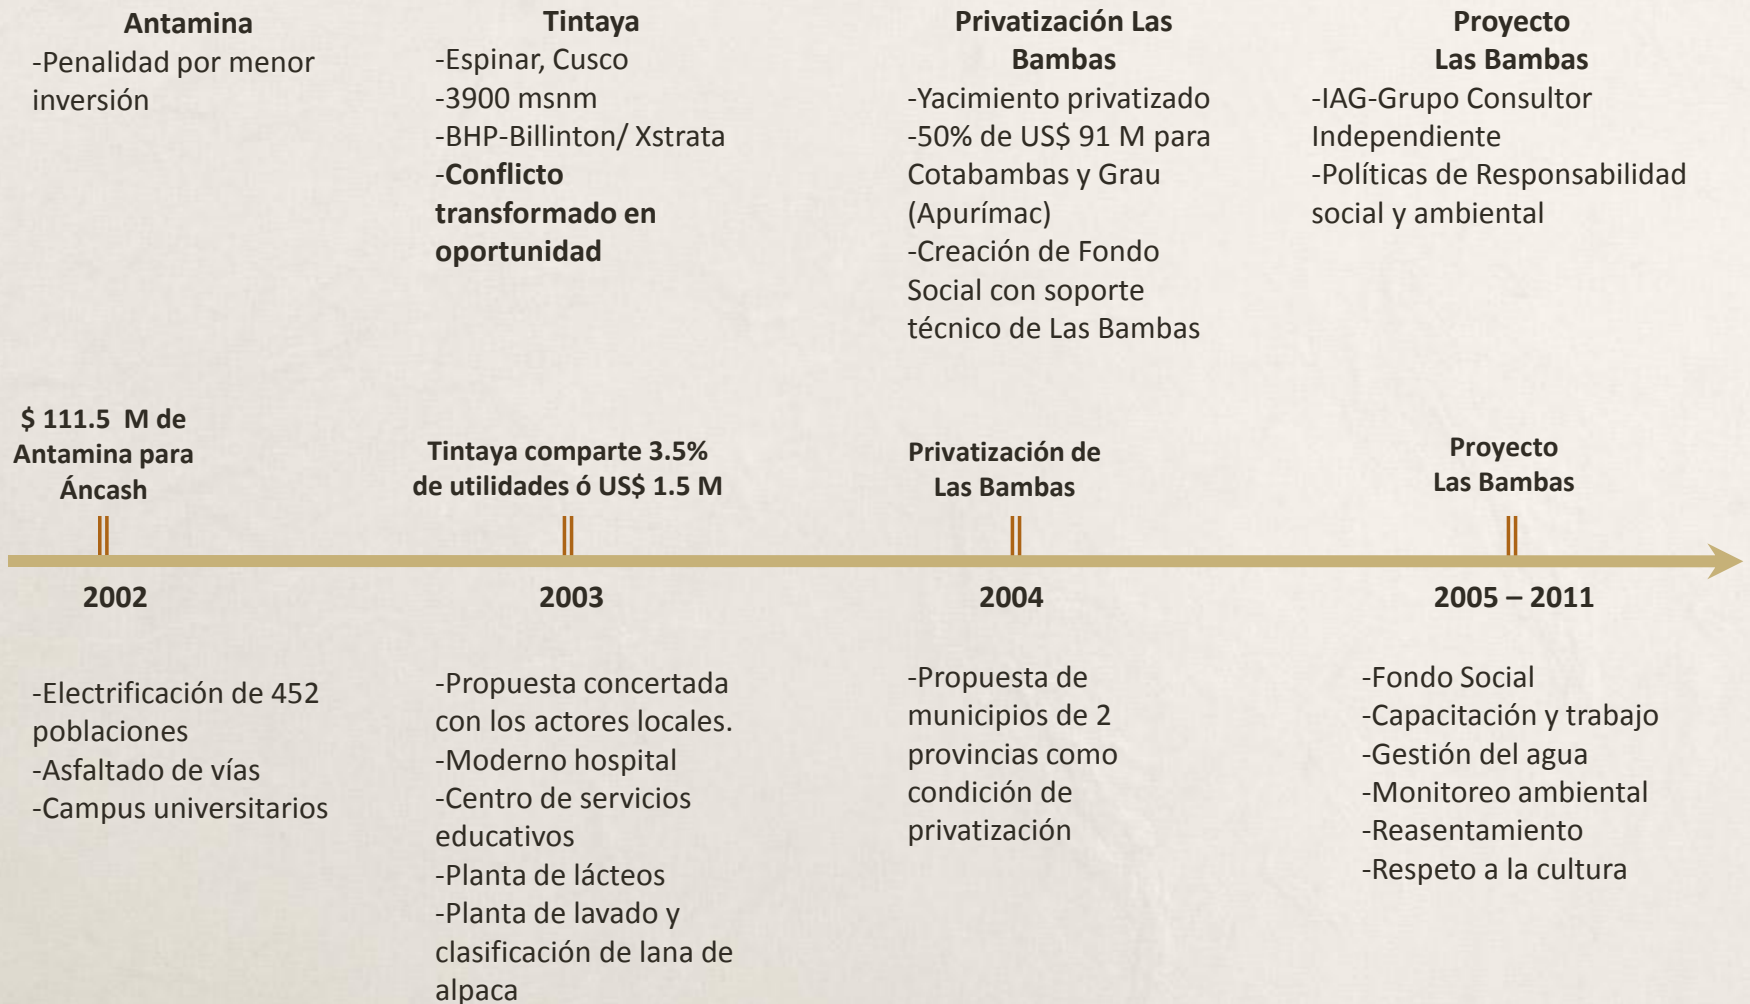 Antamina
-Penalidad por menor
inversión
Tintaya
-Espinar, Cusco
-3900 msnm
-BHP-Billinton/ Xstrata
-Conflicto
transformado en
oportunidad
Privatización Las
Bambas
-Yacimiento privatizado
-50% de US$ 91 M para
Cotabambas y Grau
(Apurímac)
-Creación de Fondo
Social con soporte
técnico de Las Bambas
Proyecto
Las Bambas
-IAG-Grupo Consultor
Independiente
-Políticas de Responsabilidad
social y ambiental
$ 111.5 M de
Antamina para
Áncash
Tintaya comparte 3.5%
de utilidades ó US$ 1.5 M
Privatización de
Las Bambas
Proyecto
Las Bambas
2002
2003
2004
2005 – 2011
-Electrificación de 452
poblaciones
-Asfaltado de vías
-Campus universitarios
-Propuesta concertada
con los actores locales.
-Moderno hospital
-Centro de servicios
educativos
-Planta de lácteos
-Planta de lavado y
clasificación de lana de
alpaca
-Propuesta de
municipios de 2
provincias como
condición de
privatización
-Fondo Social
-Capacitación y trabajo
-Gestión del agua
-Monitoreo ambiental
-Reasentamiento
-Respeto a la cultura